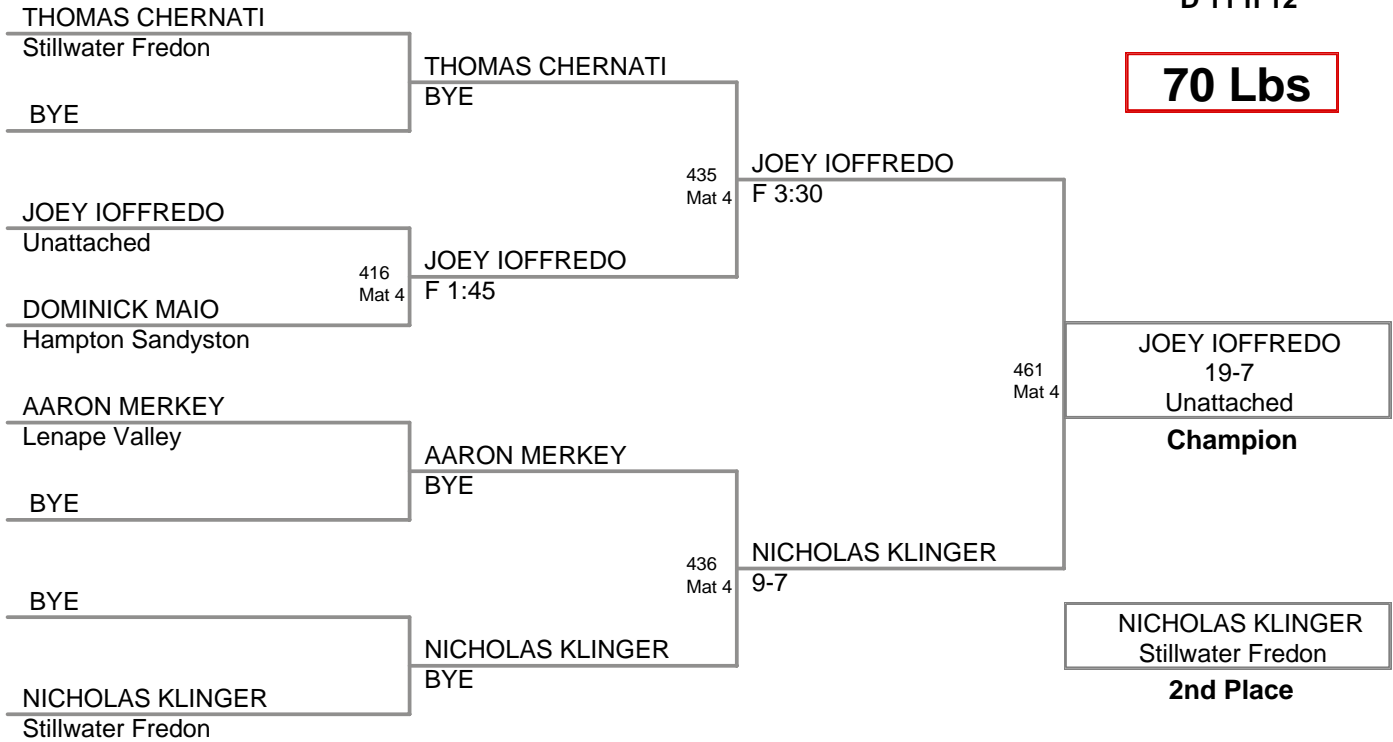 D 11 n 12
70 Lbs
THOMAS CHERNATI
Stillwater Fredon
BYE
JOEY IOFFREDO
Unattached
DOMINICK MAIO
Hampton Sandyston
AARON MERKEY
Lenape Valley
BYE
BYE
NICHOLAS KLINGER
Stillwater Fredon
THOMAS CHERNATI
BYE
416
Mat 4
JOEY IOFFREDO
F 1:45
AARON MERKEY
BYE
NICHOLAS KLINGER
BYE
435
Mat 4
JOEY IOFFREDO
F 3:30
436
Mat 4
NICHOLAS KLINGER
9-7
461
Mat 4
JOEY IOFFREDO
19-7
Unattached
Champion
NICHOLAS KLINGER
Stillwater Fredon
2nd Place